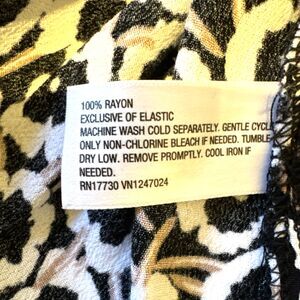 100% RAYON
EXCLUSIVE OF ELASTIC
MACHINE WASH COLD SEPARATELY. GENTLE CYCL
ONLY NON-CHLORINE BLEACH IF NEEDED. TUMBLE
DRY LOW. REMOVE PROMPTLY. COOL IRON IF
NEEDED.
RN17730 VN1247024